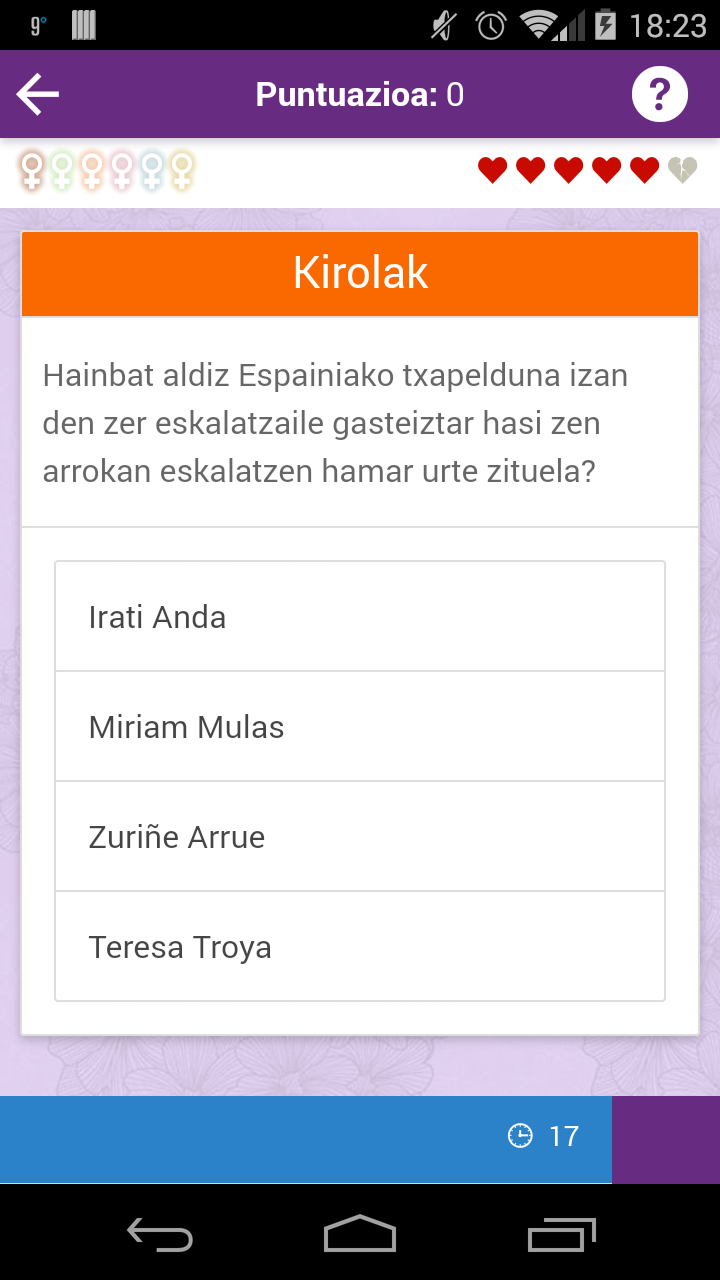 9°
18:23
Puntuazioa: 0
?
Kirolak
Hainbat aldiz Espainiako txapelduna izan
den zer eskalatzaile gasteiztar hasi zen
arrokan eskalatzen hamar urte zituela?
Irati Anda
Miriam Mulas
Zuriñe Arrue
Teresa Troya
17